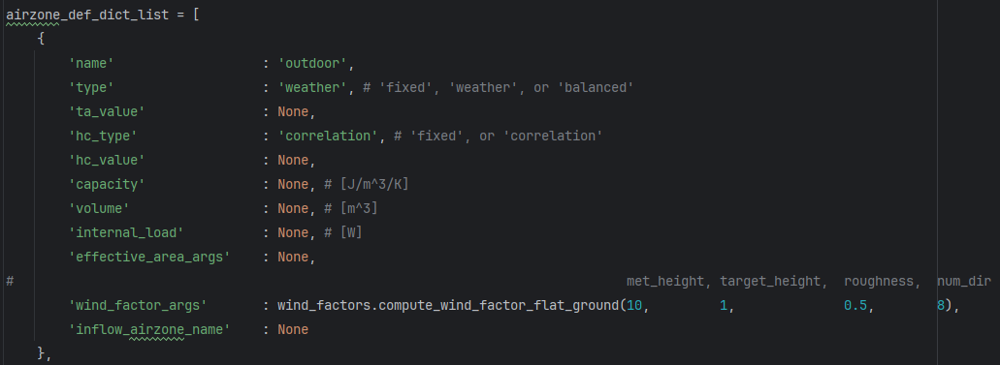 airzone_def_dict_list = [
    {
        'name'                   : 'outdoor',
        'type'                   : 'weather', # 'fixed', 'weather', or 'balanced'
        'ta_value'               : None,
        'hc_type'                : 'correlation', # 'fixed', or 'correlation'
        'hc_value'               : None,
        'capacity'               : None, # [J/m^3/K]
        'volume'                 : None, # [m^3]
        'internal_load'          : None, # [W]
        'effective_area_args'    : None,
#                                                                               met_height, target_height,  roughness,  num_dir
        'wind_factor_args'       : wind_factors.compute_wind_factor_flat_ground(10,         1,              0.5,        8),
        'inflow_airzone_name'    : None
    },